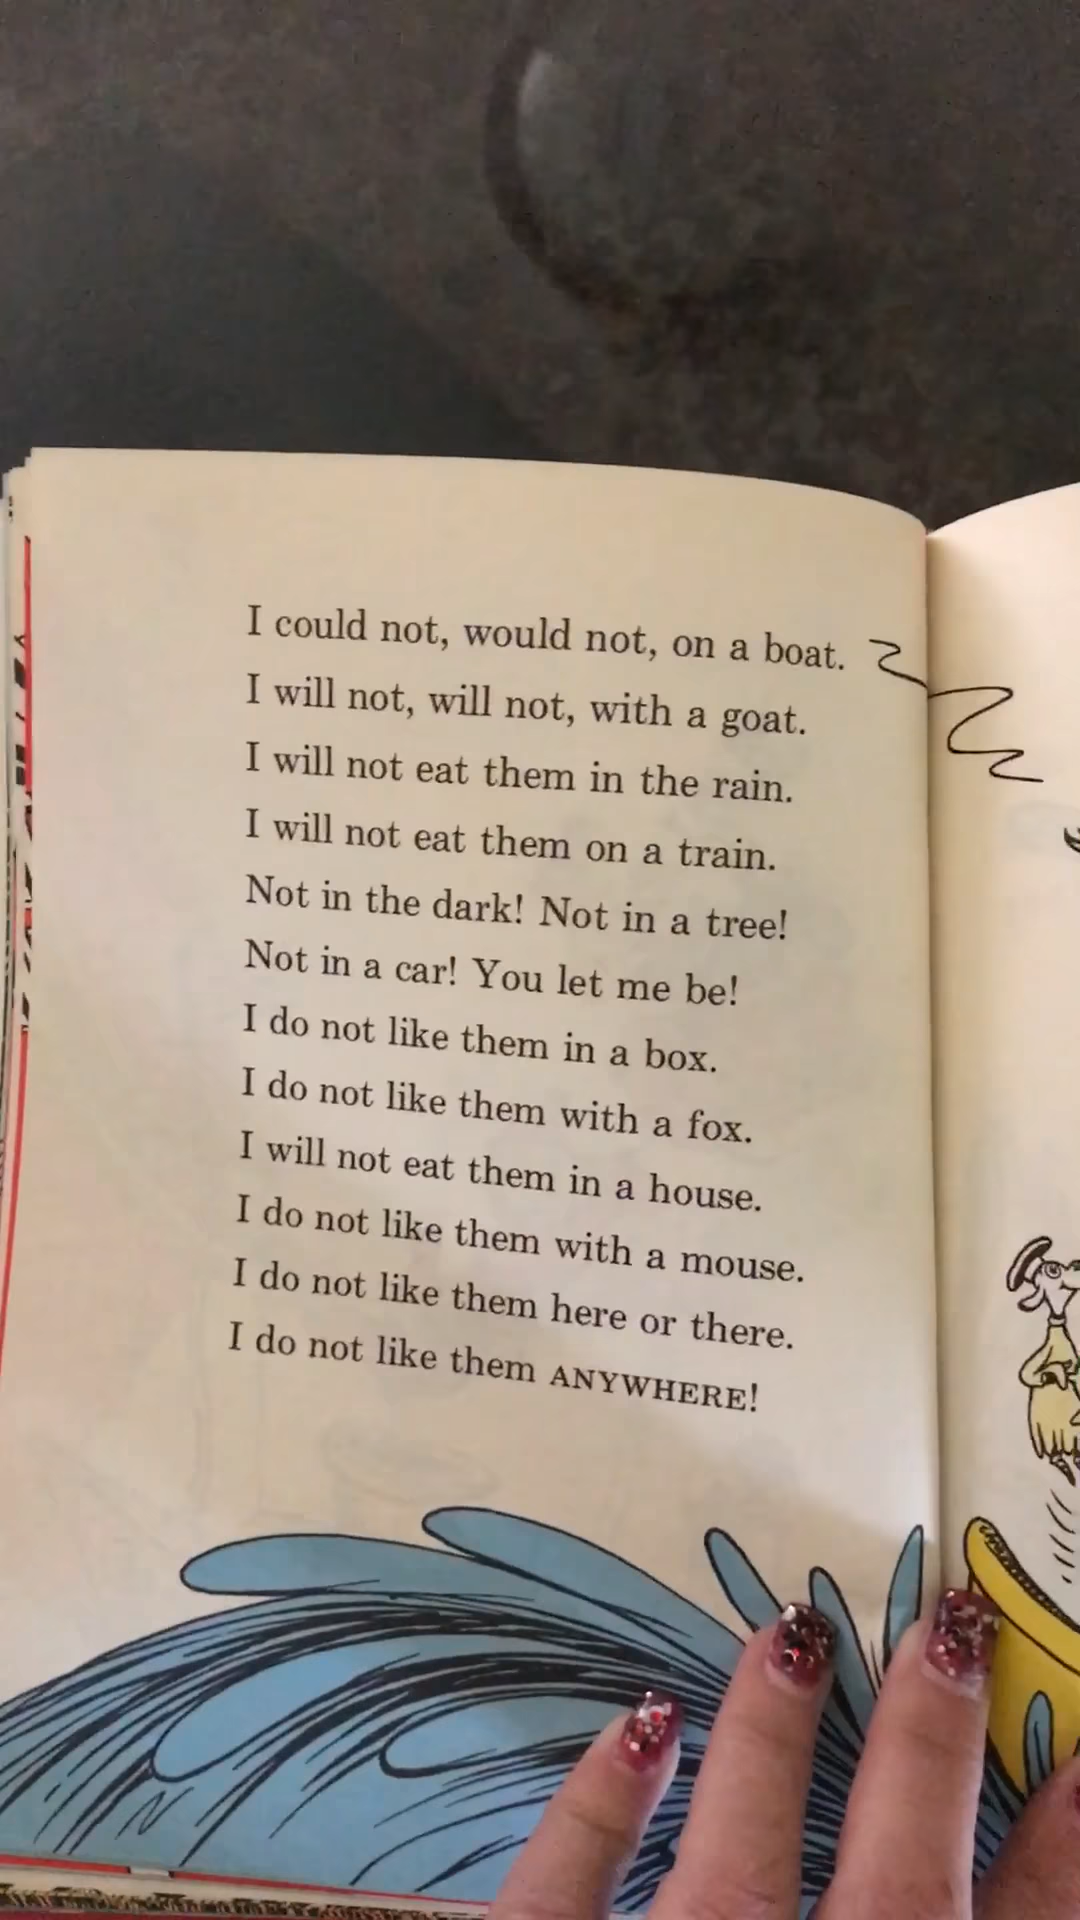 I could not, would not, on a boat.
I will not, will not, with a goat.
I will not eat them in the rain.
I will not eat them on a train.
Not in the dark! Not in a tree!
Not in a car! You let me be!
I do not like them in a box.
I do not like them with a fox.
I will not eat them in a house.
I do not like them with a mouse.
I do not like them here or there.
I do not like them ANYWHERE!